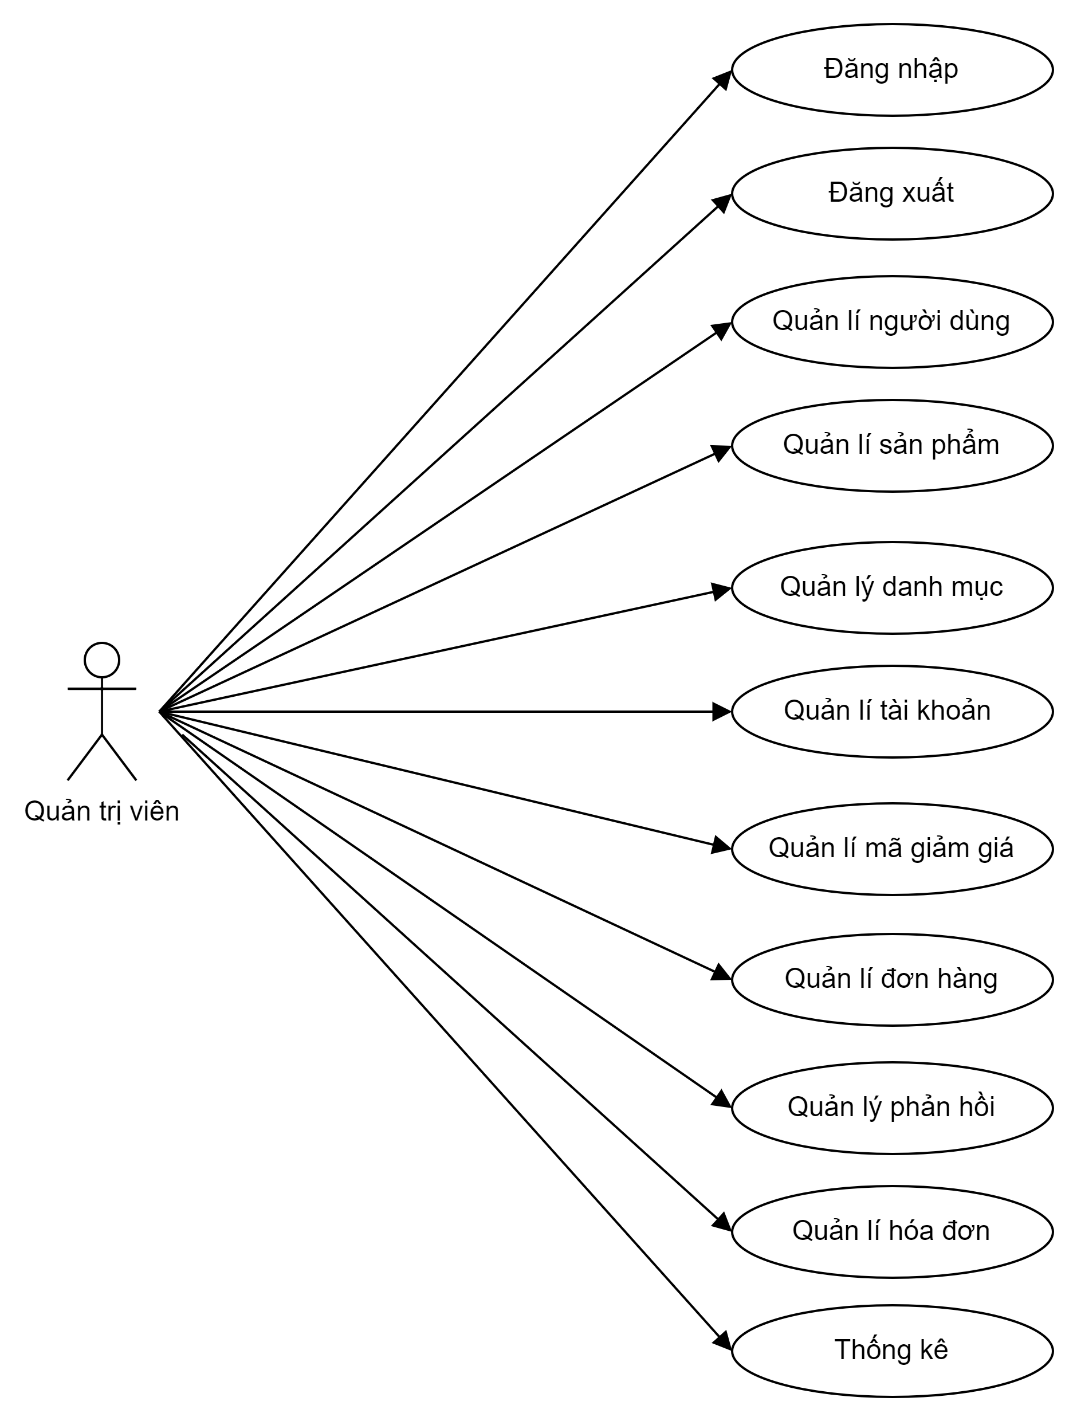 Đăng nhập
Đăng xuất
Quản lí người dùng
Quản lí sản phẩm
Quản lý danh mục
Quản lí tài khoản
Quản trị viên
Quản lí mã giảm giá
Quản lí đơn hàng
Quản lý phản hồi
Quản lí hóa đơn
Thống kê